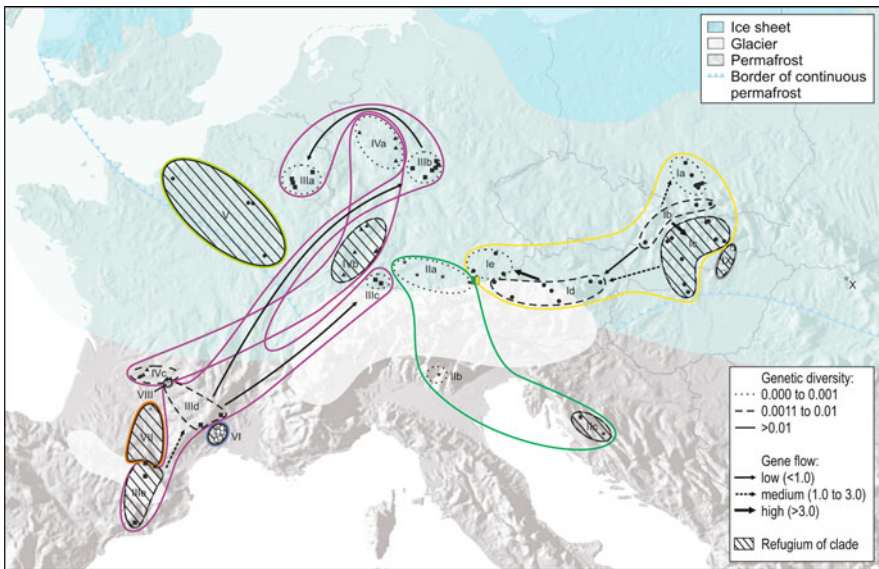 Ice sheet
Glacier
Permafrost
Border of continuous
permafrost
IVa
IIIb
IIIa
Ia
Ib
V
Ic
IVb
Ie
IIa
X
Id
IIIc
IVc
IIb
VIII
IIId
VI
IIc
VII
IIIe
Genetic diversity:
0.000 to 0.001
0.0011 to 0.01
>0.01
Gene flow:
low (<1.0)
medium (1.0 to 3.0)
high (>3.0)
Refugium of clade